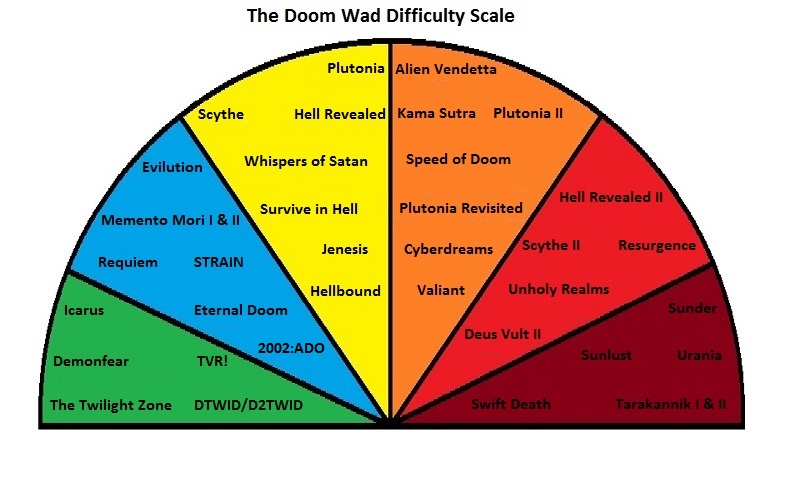 The Doom Wad Difficulty Scale
Icarus
Demonfear
TVR!
The Twilight Zone
DTWID/D2TWID
Evilution
Memento Mori I & II
Requiem
STRAIN
Eternal Doom
2002:ADO
Plutonia
Scythe
Hell Revealed
Whispers of Satan
Survive in Hell
Jenesis
Hellbound
Alien Vendetta
Kama Sutra
Plutonia II
Speed of Doom
Plutonia Revisited
Cyberdreams
Valiant
Hell Revealed II
Scythe II
Resurgence
Unholy Realms
Deus Vult II
Sunder
Sunlust
Urania
Swift Death
Tarakannik I & II